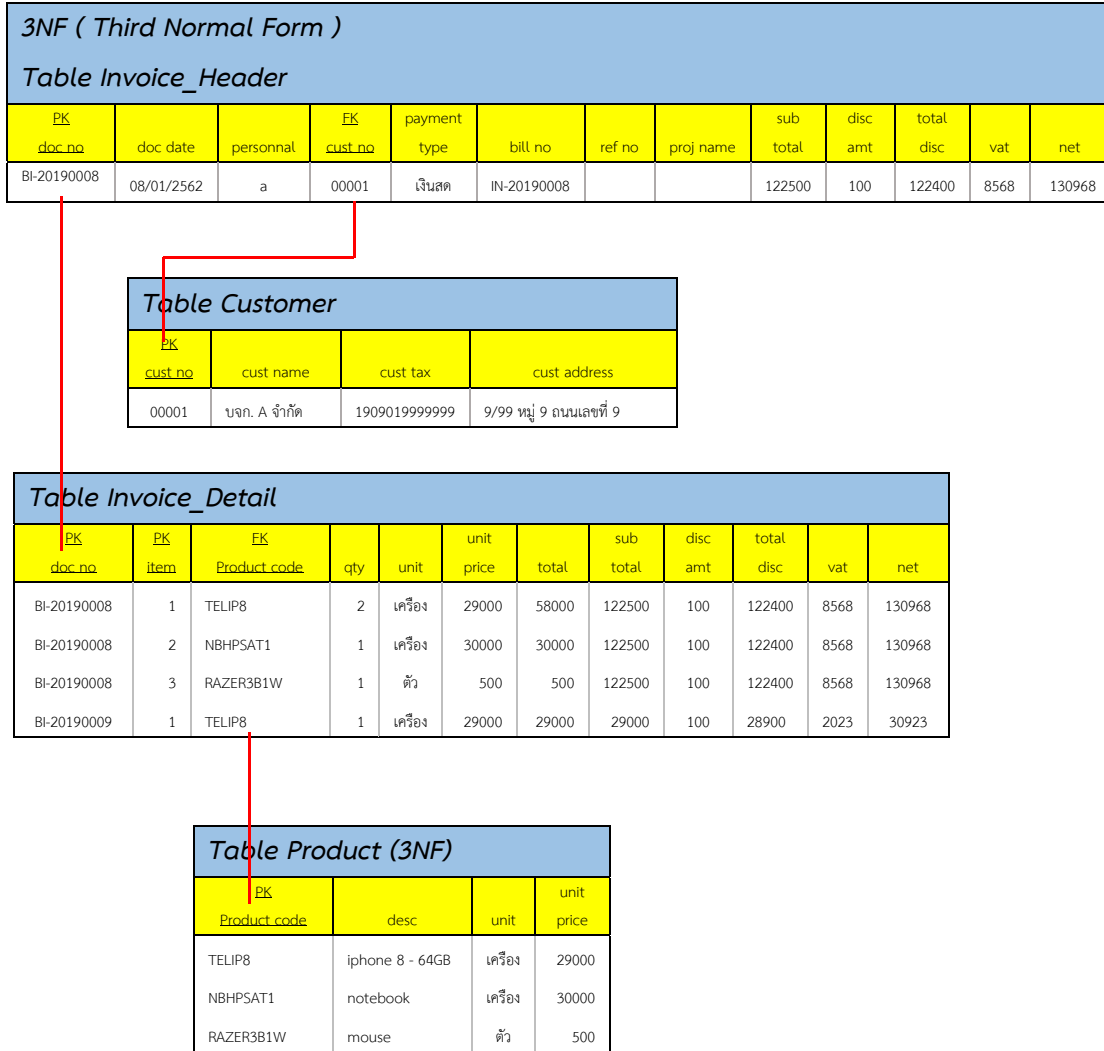 3NF ( Third Normal Form )
Table Invoice_Header
PK FK payment sub disc total
doc no doc date personnal cust no type bill no ref no proj name total amt disc vat net
BI-20190008 08/01/2562 a 00001 เงินสด IN-20190008 122500 100 122400 8568 130968
Table Customer
PK
cust no cust name cust tax cust address
00001 บจก. A จำกัด 1909019999999 9/99 หมู่ 9 ถนนเลขที่ 9
Table Invoice_Detail
PK PK FK unit sub disc total
doc no item Product code qty unit price total total amt disc vat net
BI-20190008 1 TELIP8 2 เครื่อง 29000 58000 122500 100 122400 8568 130968
BI-20190008 2 NBHPSAT1 1 เครื่อง 30000 30000 122500 100 122400 8568 130968
BI-20190008 3 RAZER3B1W 1 ตัว 500 500 122500 100 122400 8568 130968
BI-20190009 1 TELIP8 1 เครื่อง 29000 29000 29000 100 28900 2023 30923
Table Product (3NF)
PK unit
Product code desc unit price
TELIP8 iphone 8 - 64GB เครื่อง 29000
NBHPSAT1 notebook เครื่อง 30000
RAZER3B1W mouse ตัว 500